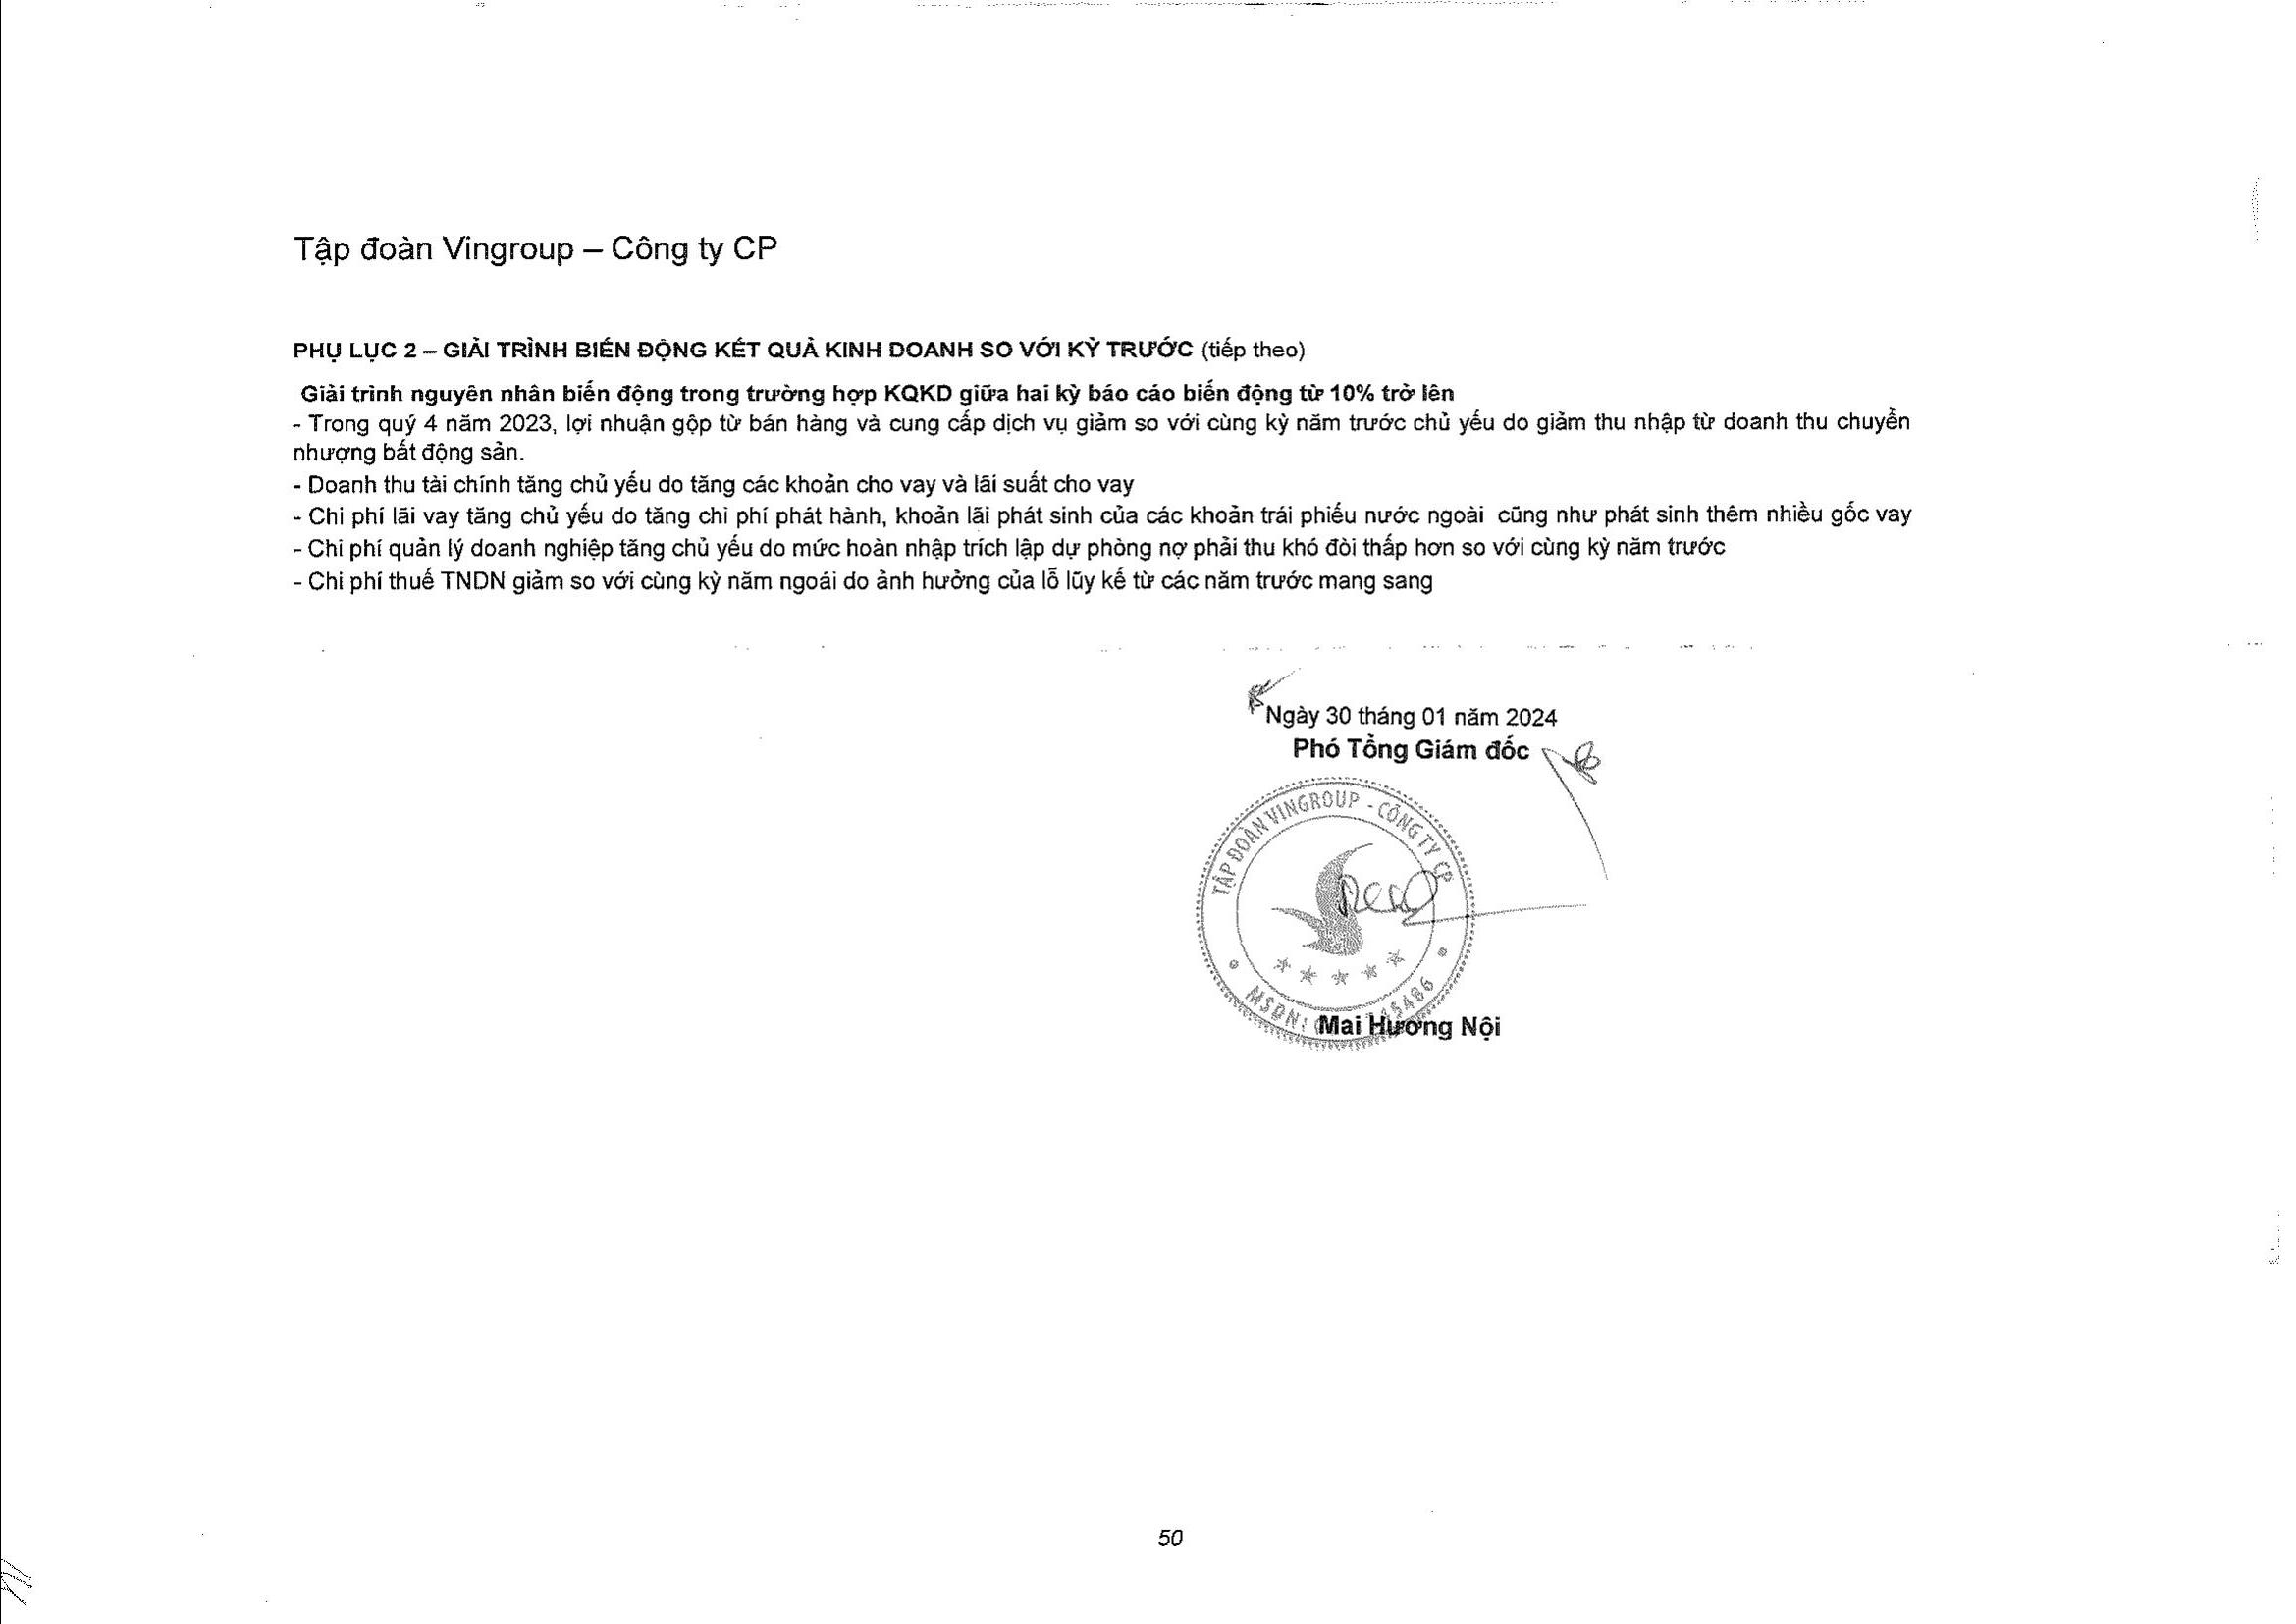 Tập đoàn Vingroup – Công ty CP
PHỤ LỤC 2 – GIẢI TRÌNH BIẾN ĐỘNG KẾT QUẢ KINH DOANH SO VỚI KỲ TRƯỚC (tiếp theo)
Giải trình nguyên nhân biến động trong trường hợp KQKD giữa hai kỳ báo cáo biến động từ 10% trở lên
- Trong quý 4 năm 2023, lợi nhuận gộp từ bán hàng và cung cấp dịch vụ giảm so với cùng kỳ năm trước chủ yếu do giảm thu nhập từ doanh thu chuyển
nhượng bất động sản.
- Doanh thu tài chính tăng chủ yếu do tăng các khoản cho vay và lãi suất cho vay
- Chi phí lãi vay tăng chủ yếu do tăng chi phí phát hành, khoản lãi phát sinh của các khoản trái phiếu nước ngoài cũng như phát sinh thêm nhiều gốc vay
- Chi phí quản lý doanh nghiệp tăng chủ yếu do mức hoàn nhập trích lập dự phòng nợ phải thu khó đòi thấp hơn so với cùng kỳ năm trước
- Chi phí thuế TNDN giảm so với cùng kỳ năm ngoái do ảnh hưởng của lỗ lũy kế từ các năm trước mang sang
Ngày 30 tháng 01 năm 2024
Phó Tổng Giám đốc
TẬP ĐOÀN VINGROUP - CÔNG TY CP
MSDN:
Mai Hương Nội
50